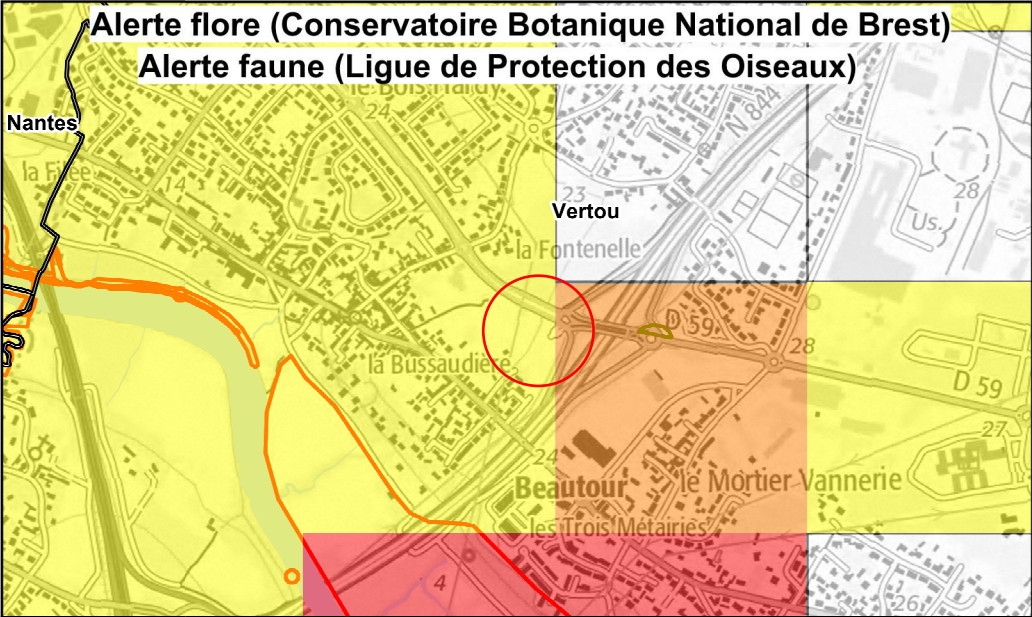 Alerte flore (Conservatoire Botanique National de Brest)
Alerte faune (Ligue de Protection des Oiseaux)
le Bois Hardy
24
N 844
Nantes
la Filée
14
23
28
Vertou
Us.
la Fontenelle
D 59
28
la Bussaudière
D 59
27
24
Beautour
le Mortier Vannerie
les Trois Métairies
4
26